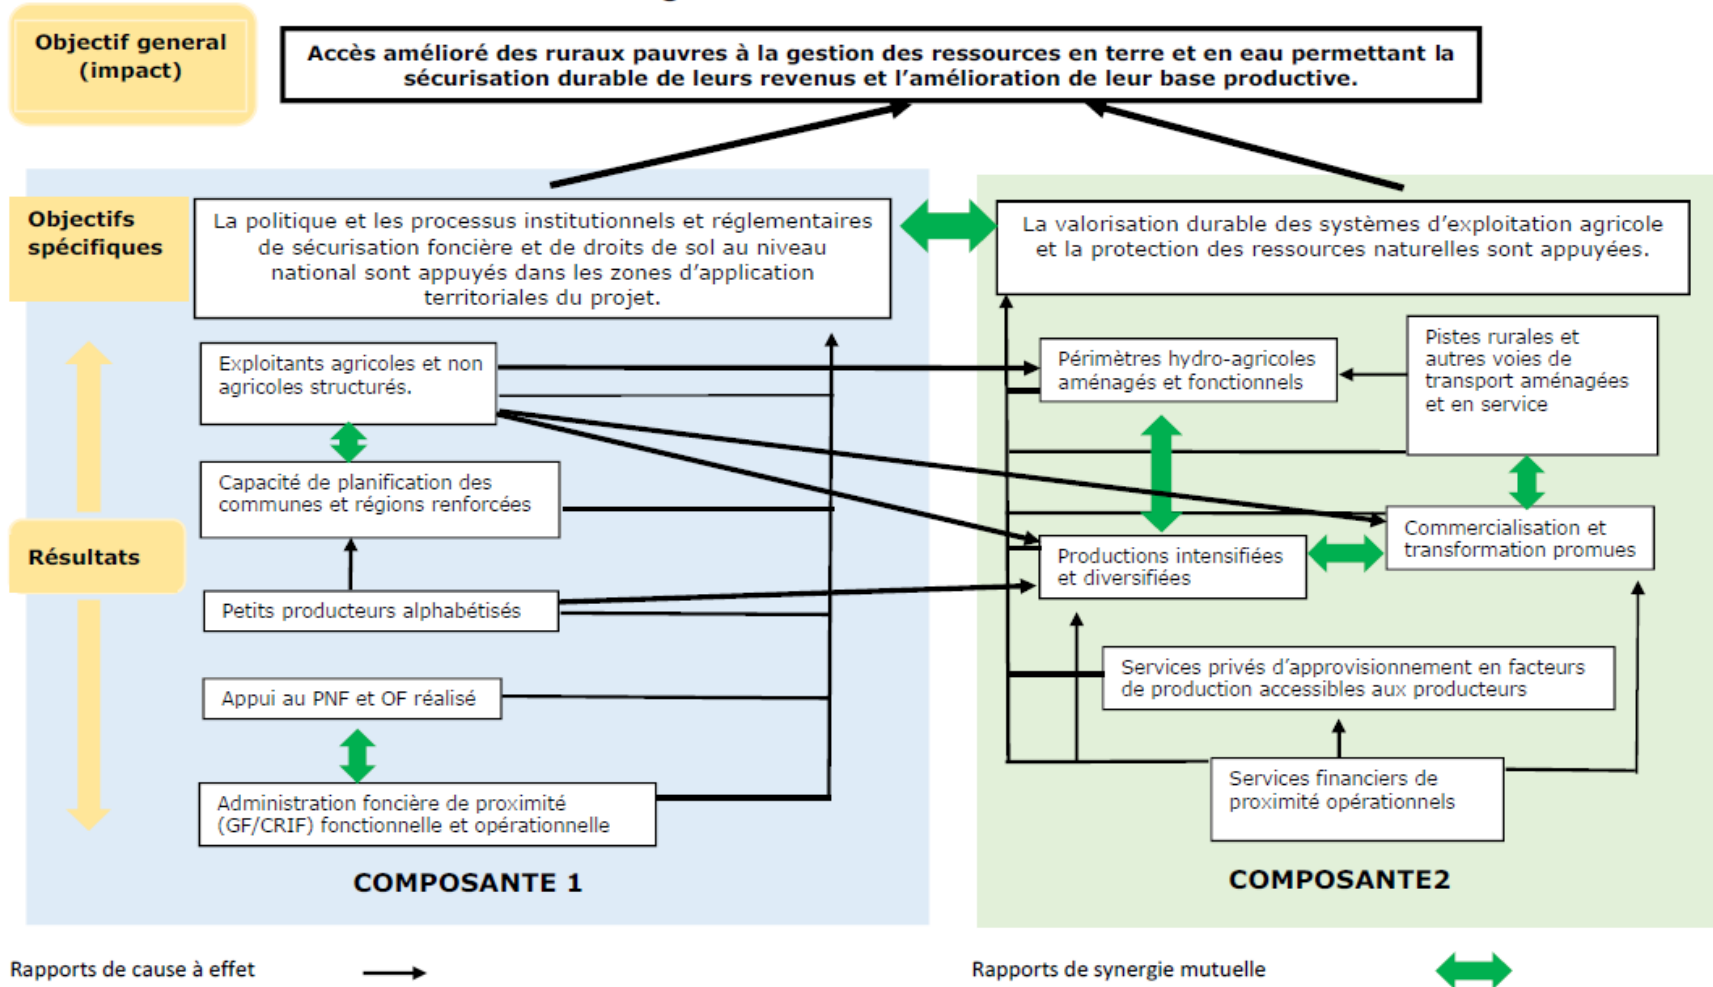 Objectif general
(impact)
Accès amélioré des ruraux pauvres à la gestion des ressources en terre et en eau permettant la
sécurisation durable de leurs revenus et l’amélioration de leur base productive.
Objectifs
spécifiques
La politique et les processus institutionnels et réglementaires
de sécurisation foncière et de droits de sol au niveau
national sont appuyés dans les zones d’application
territoriales du projet.
La valorisation durable des systèmes d’exploitation agricole
et la protection des ressources naturelles sont appuyées.
Exploitants agricoles et non
agricoles structurés.
Périmètres hydro-agricoles
aménagés et fonctionnels
Pistes rurales et
autres voies de
transport aménagées
et en service
Capacité de planification des
communes et régions renforcées
Résultats
Commercialisation et
transformation promues
Productions intensifiées
et diversifiées
Petits producteurs alphabétisés
Services privés d’approvisionnement en facteurs
de production accessibles aux producteurs
Appui au PNF et OF réalisé
Services financiers de
proximité opérationnels
Administration foncière de proximité
(GF/CRIF) fonctionnelle et opérationnelle
COMPOSANTE 1
COMPOSANTE2
Rapports de cause à effet
Rapports de synergie mutuelle